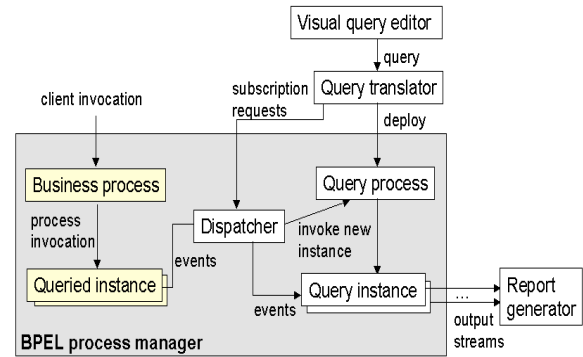 Visual query editor
query
Query translator
subscription
requests
client invocation
deploy
Business process
Query process
process
invocation
Dispatcher
invoke new
instance
events
Queried instance
Query instance
events
...
Report
generator
output
streams
BPEL process manager